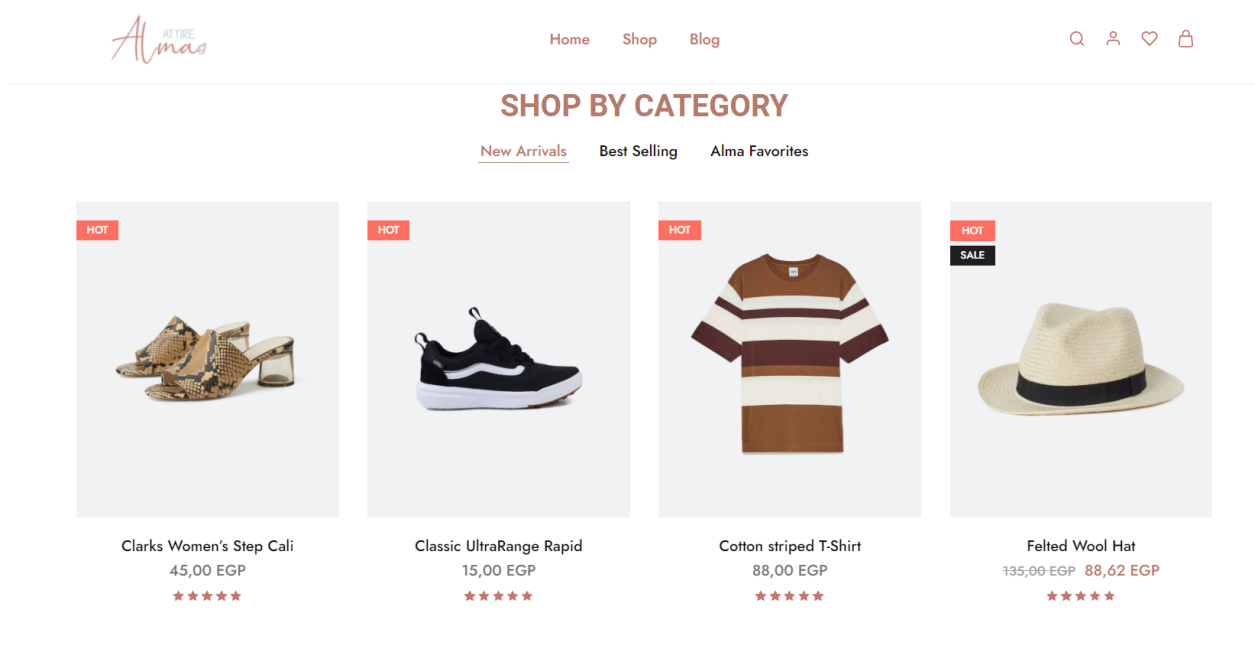 Alma ATTIRE
Home Shop Blog
SHOP BY CATEGORY
New Arrivals Best Selling Alma Favorites
HOT HOT HOT HOT
SALE
Clarks Women’s Step Cali Classic UltraRange Rapid Cotton striped T-Shirt Felted Wool Hat
45,00 EGP 15,00 EGP 88,00 EGP 135,00 EGP 88,62 EGP